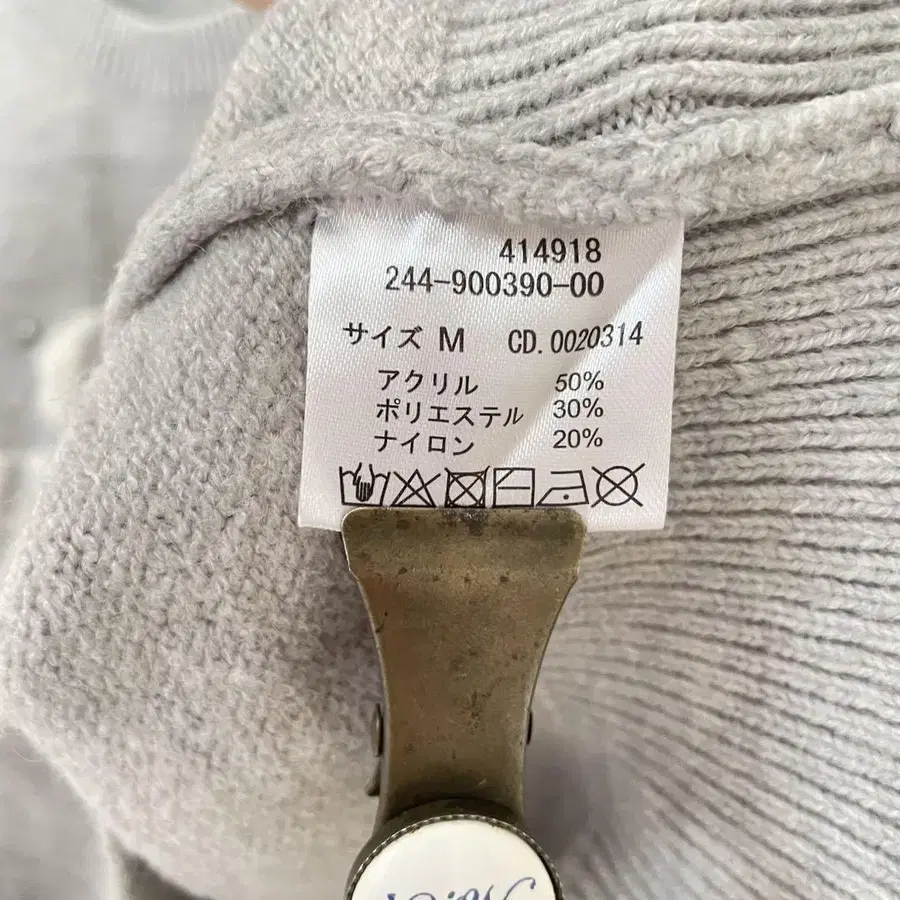 414918
244-900390-00
サイズ M CD.0020314
アクリル 50%
ポリエステル 30%
ナイロン 20%